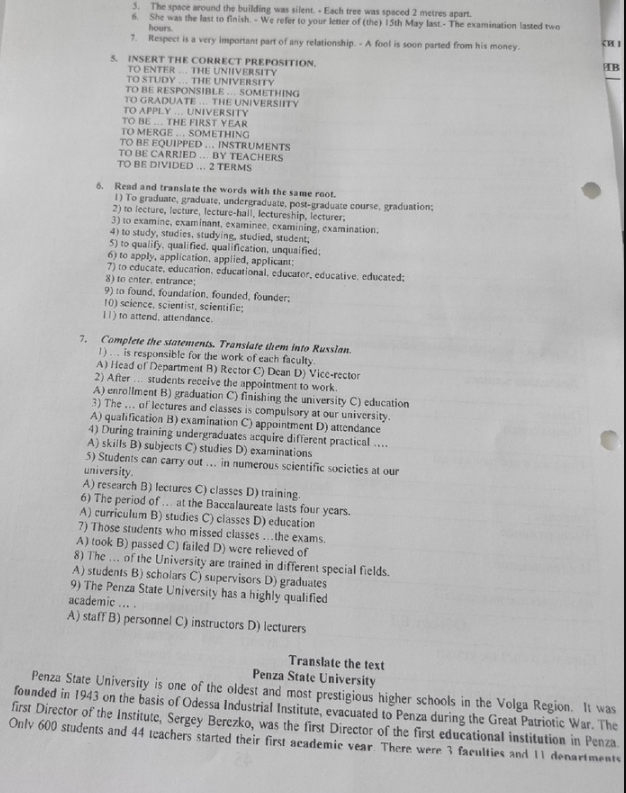 5. The space around the building was silent. - Each tree was spaced 2 metres apart.
6. She was the last to finish. - We refer to your letter of (the) 15th May last.- The examination lasted two
hours.
7. Respect is a very important part of any relationship. - A fool is soon parted from his money.
5. INSERT THE CORRECT PREPOSITION.
TO ENTER ... THE UNIIVERSITY
TO STUDY ... THE UNIVERSITY
TO BE RESPONSIBLE ... SOMETHING
TO GRADUATE ... THE UNIVERSIITY
TO APPLY ... UNIVERSITY
TO BE ... THE FIRST YEAR
TO MERGE ... SOMETHING
TO BE EQUIPPED ... INSTRUMENTS
TO BE CARRIED ... BY TEACHERS
TO BE DIVIDED ... 2 TERMS
6. Read and translate the words with the same root.
1) To graduate, graduate, undergraduate, post-graduate course, graduation;
2) to lecture, lecture, lecture-hall, lectureship, lecturer;
3) to examine, examinant, examinee, examining, examination;
4) to study, studies, studying, studied, student;
5) to qualify, qualified, qualification, unquaified;
6) to apply, application, applied, applicant;
7) to educate, education, educational, educator, educative, educated;
8) to enter, entrance;
9) to found, foundation, founded, founder;
10) science, scientist, scientific;
11) to attend, attendance.
7. Complete the statements. Translate them into Russian.
1) ... is responsible for the work of each faculty.
A) Head of Department B) Rector C) Dean D) Vice-rector
2) After ... students receive the appointment to work.
A) enrollment B) graduation C) finishing the university C) education
3) The ... of lectures and classes is compulsory at our university.
A) qualification B) examination C) appointment D) attendance
4) During training undergraduates acquire different practical ....
A) skills B) subjects C) studies D) examinations
5) Students can carry out ... in numerous scientific societies at our
university.
A) research B) lectures C) classes D) training.
6) The period of ... at the Baccalaureate lasts four years.
A) curriculum B) studies C) classes D) education
7) Those students who missed classes ...the exams.
A) took B) passed C) failed D) were relieved of
8) The ... of the University are trained in different special fields.
A) students B) scholars C) supervisors D) graduates
9) The Penza State University has a highly qualified
academic ... .
A) staff B) personnel C) instructors D) lecturers
Translate the text
Penza State University
Penza State University is one of the oldest and most prestigious higher schools in the Volga Region. It was
founded in 1943 on the basis of Odessa Industrial Institute, evacuated to Penza during the Great Patriotic War. The
first Director of the Institute, Sergey Berezko, was the first Director of the first educational institution in Penza.
Only 600 students and 44 teachers started their first academic year. There were 3 faculties and 11 departments